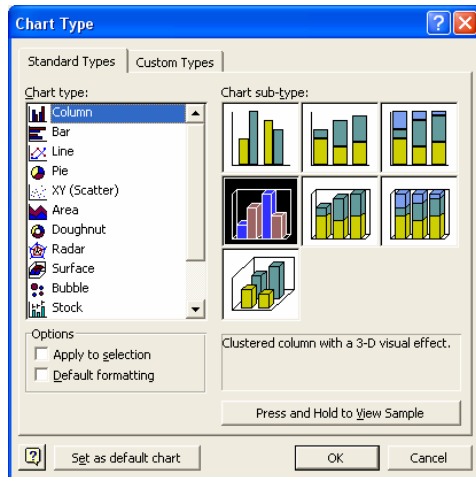 Chart Type
Standard Types Custom Types
Chart type:
Column
Bar
Line
Pie
XY (Scatter)
Area
Doughnut
Radar
Surface
Bubble
Stock
Chart sub-type:
Options
Apply to selection
Default formatting
Clustered column with a 3-D visual effect.
Press and Hold to View Sample
Set as default chart OK Cancel